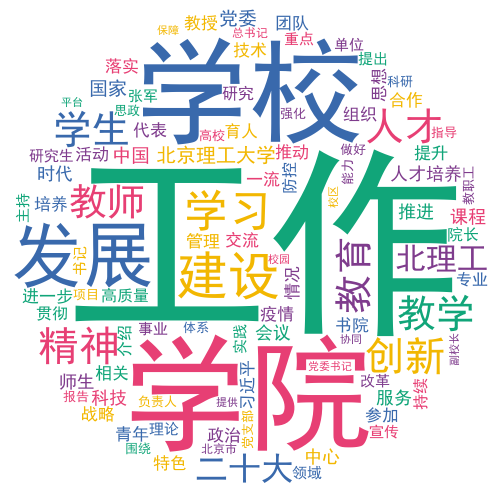 教授
党委
团队
保障
总书记
重点
单位
技术
提出
落实
国家
张军
研究
学校
思想
科研
平台
思政
强化
组织
合作
学生
代表
高校
育人
人才
指导
研究生
活动
中国
北京理工大学
推动
做好
提升
时代
一流
防控
能力
人才培养
教职工
培养
教师
工作
学习
校区
主持
推进
课程
管理
交流
院长
发展
书记
建设
校园
情况
教育
北理工
专业
进一步
项目
高质量
贯彻
疫情
教学
介绍
事业
体系
实践
会议
书院
协同
副校长
精神
学院
创新
相关
党委书记
师生
习近平
改革
报告
科技
负责人
提供
服务
持续
战略
党支部
参加
青年
理论
政治
宣传
围绕
北京市
中心
特色
二十大
领域